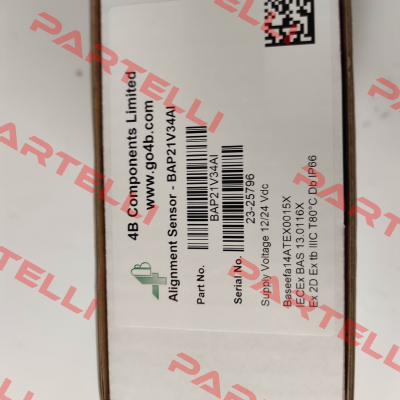 4B Components Limited
www.go4b.com
Alignment Sensor - BAP21V34AI
Part No.
BAP21V34AI
Serial No.
23-25796
Supply Voltage 12/24 Vdc
Baseefa14ATEX0015X
IECEx BAS 13.0116X
Ex 2D Ex tb IIIC T80°C Db IP66
4B
PARTELLI
PARTELLI
PARTELLI
PARTELLI
PARTELLI